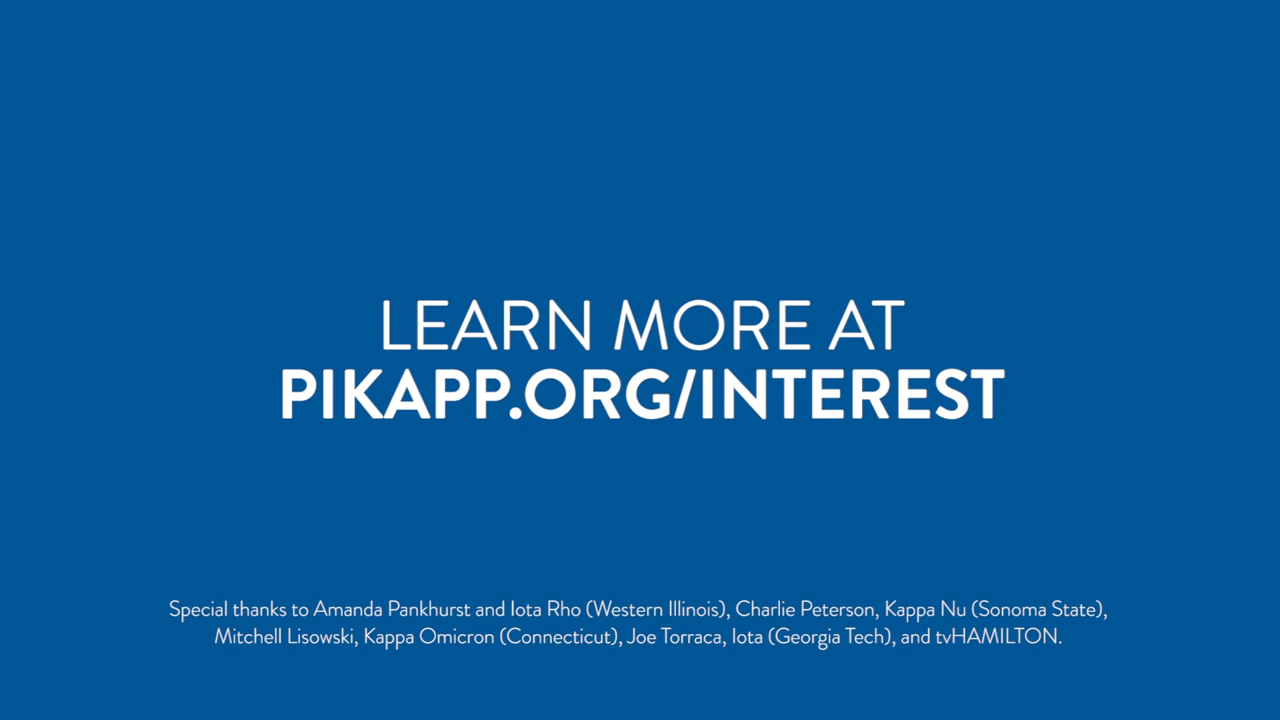 LEARN MORE AT
PIKAPP.ORG/INTEREST
Special thanks to Amanda Pankhurst and Iota Rho (Western Illinois), Charlie Peterson, Kappa Nu (Sonoma State),
Mitchell Lisowski, Kappa Omicron (Connecticut), Joe Torraca, Iota (Georgia Tech), and tvHAMILTON.